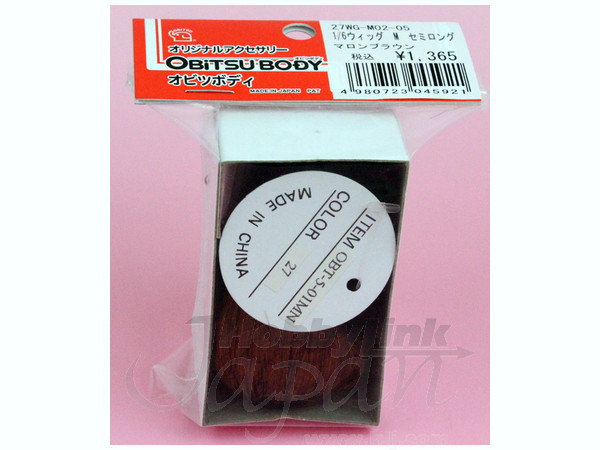 オリジナルアクセサリー
OBITSU BODY
オビツボディ
MADE IN JAPAN PAT
27WG-M02-05
1/6ウィッグ M セミロング
マロンブラウン
税込 ¥1,365
4 980723 045921
ITEM OBT-5-01MN
COLOR 27
MADE IN CHINA
HobbyLink
Japan